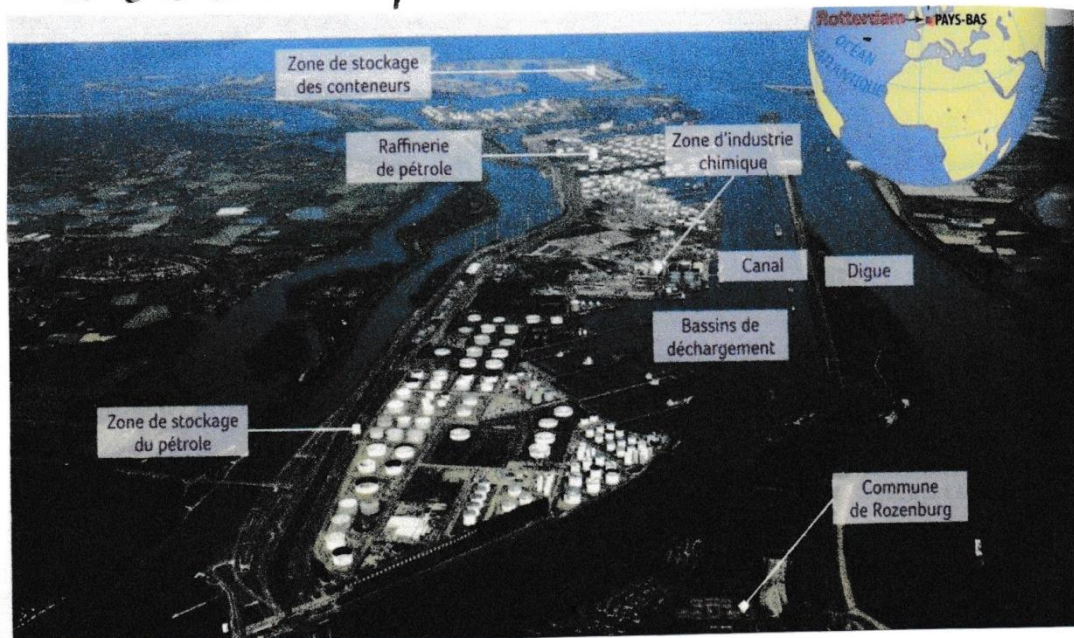 Rotterdam
PAYS-BAS
OCÉAN
ATLANTIQUE
Zone de stockage
des conteneurs
Raffinerie
de pétrole
Zone d'industrie
chimique
Canal
Digue
Bassins de
déchargement
Zone de stockage
du pétrole
Commune
de Rozenburg